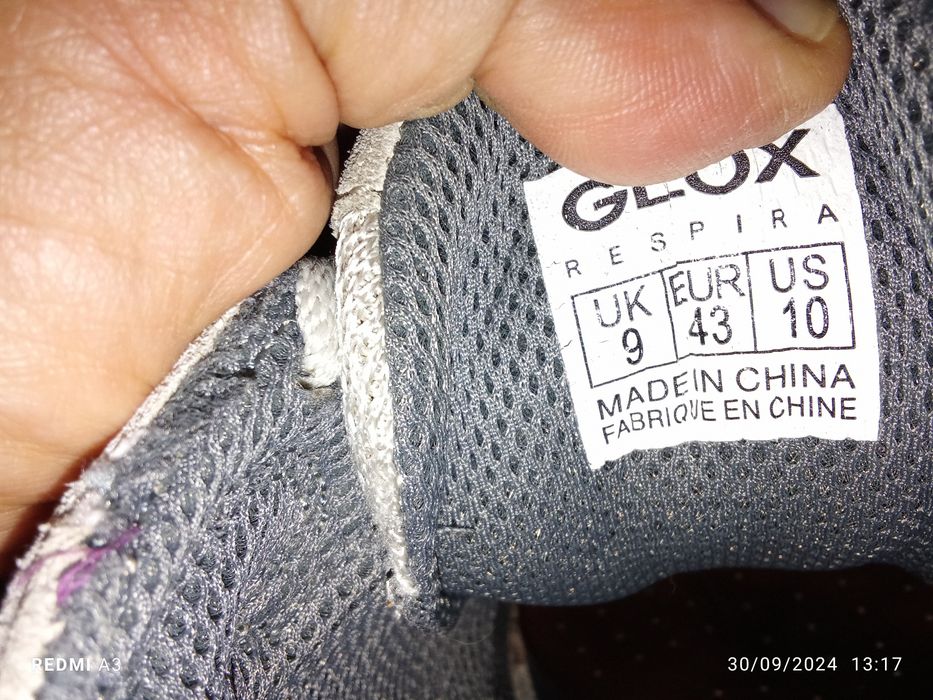 GEOX
RESPIRA
UK EUR US
9 43 10
MADE IN CHINA
FABRIQUE EN CHINE
REDMI A3
30/09/2024 13:17